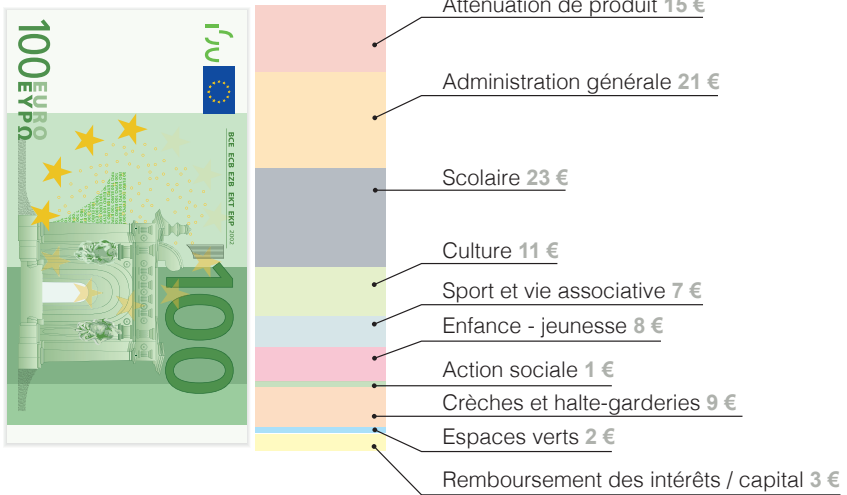 Atténuation de produit 15 €
100 EURO
ΕΥΡΩ
BCE ECB EZB EKT EKP 2002
Administration générale 21 €
Scolaire 23 €
Culture 11 €
Sport et vie associative 7 €
100
Enfance - jeunesse 8 €
Action sociale 1 €
Crèches et halte-garderies 9 €
Espaces verts 2 €
Remboursement des intérêts / capital 3 €